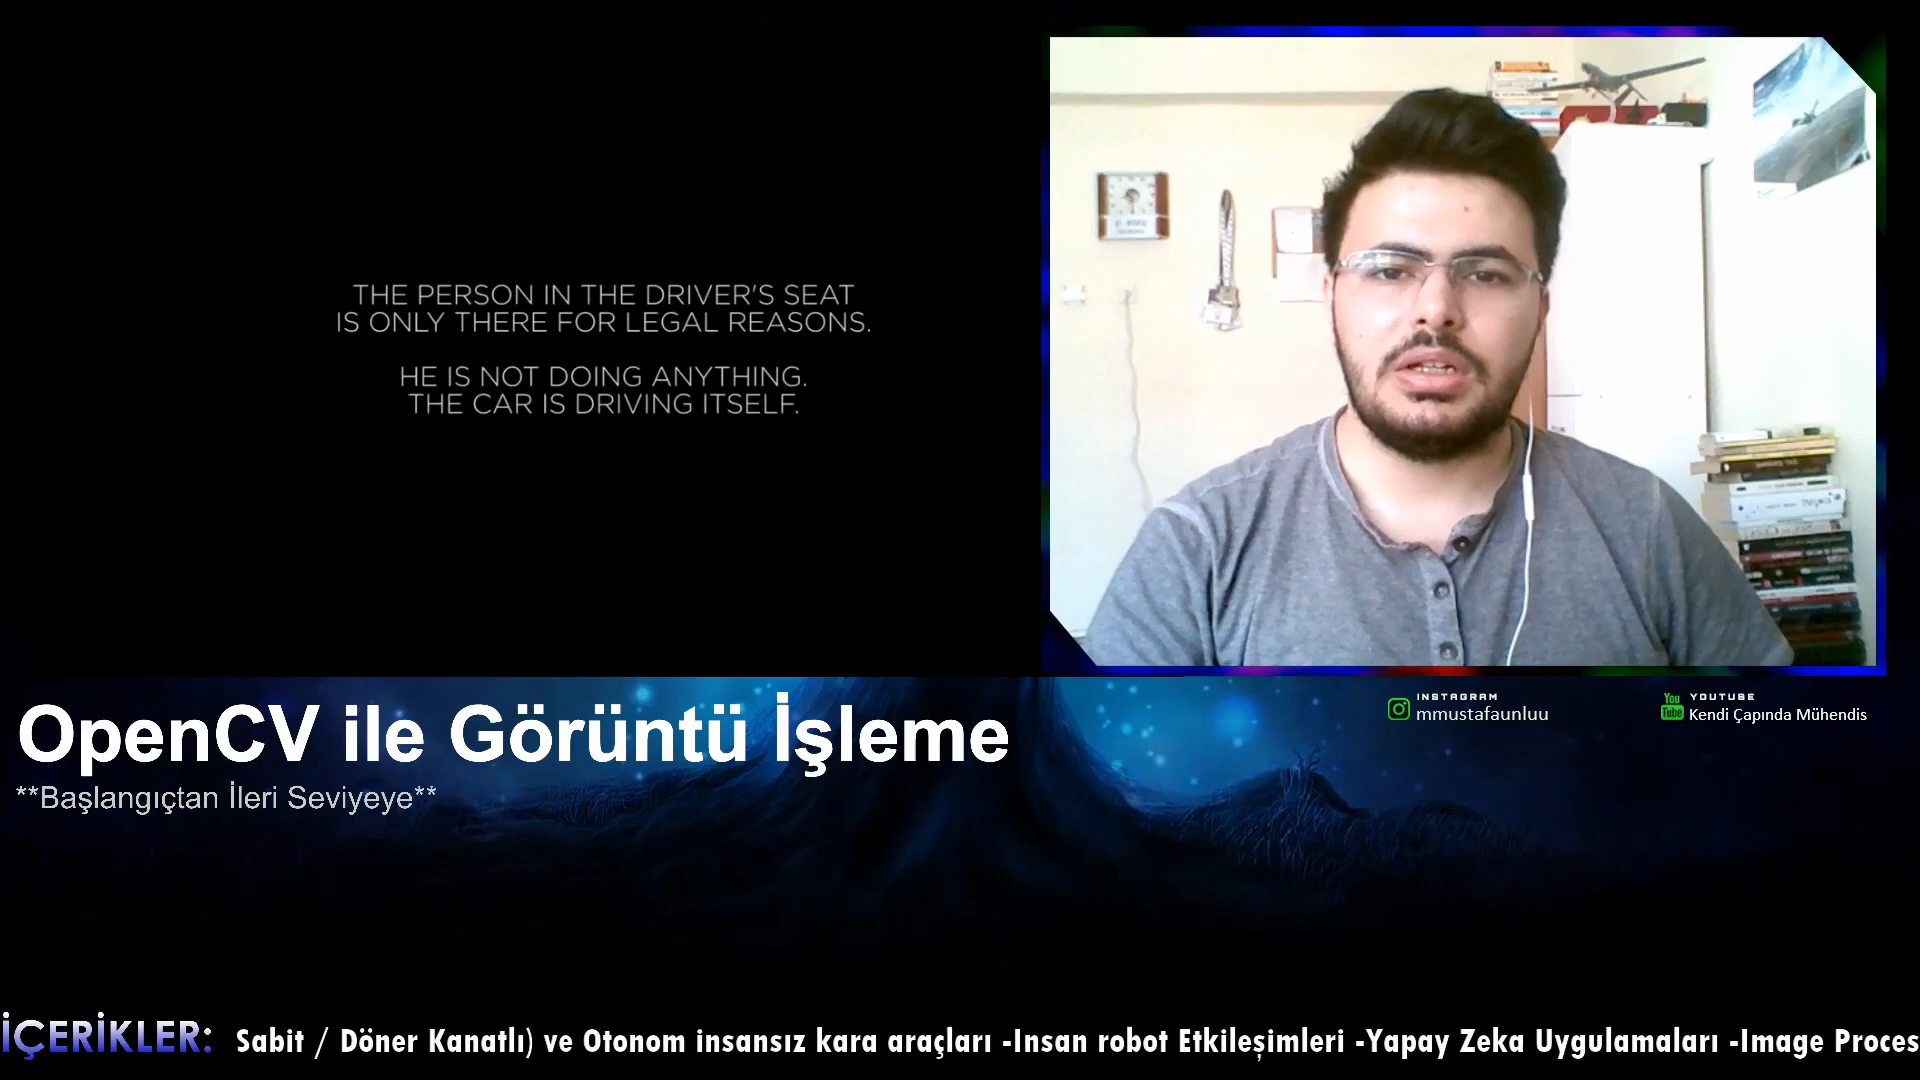 THE PERSON IN THE DRIVER'S SEAT
IS ONLY THERE FOR LEGAL REASONS.
HE IS NOT DOING ANYTHING.
THE CAR IS DRIVING ITSELF.
OpenCV ile Görüntü İşleme
**Başlangıçtan İleri Seviyeye**
INSTAGRAM
mmustafaunluu
You Tube
YOUTUBE
Kendi Çapında Mühendis
İÇERİKLER: Sabit / Döner Kanatlı) ve Otonom insansız kara araçları -Insan robot Etkileşimleri -Yapay Zeka Uygulamaları -Image Proces